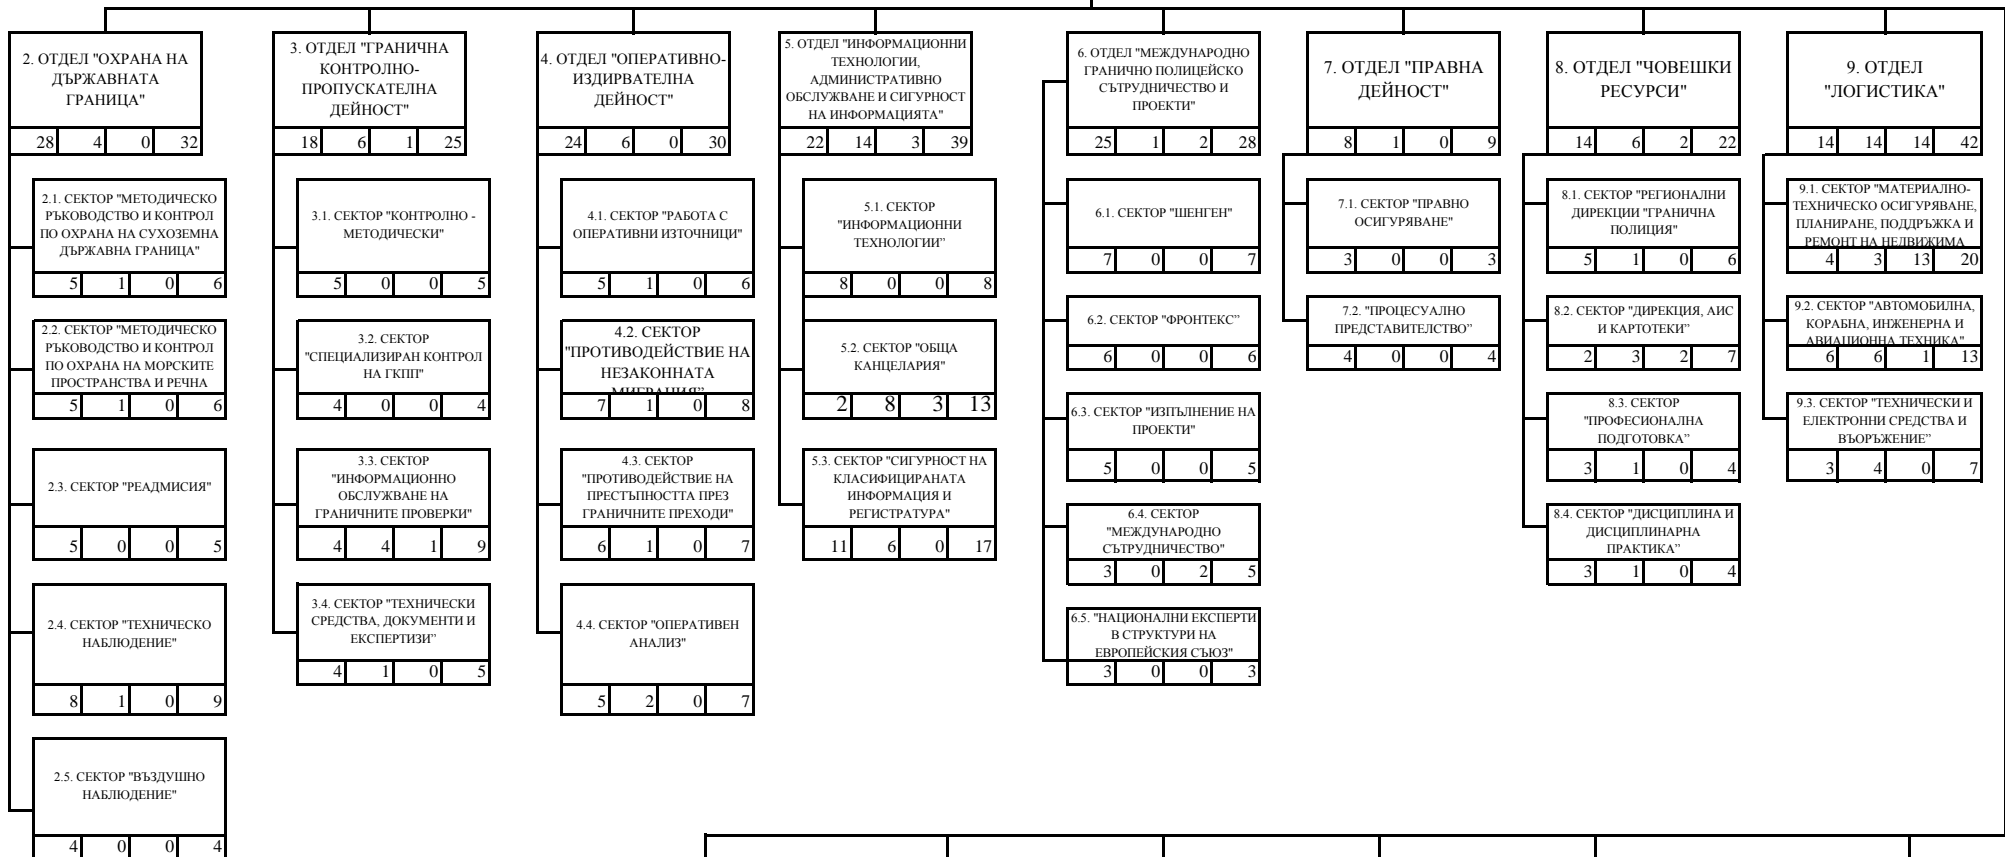 2. ОТДЕЛ "ОХРАНА НА
ДЪРЖАВНАТА
ГРАНИЦА"
28 4 0 32
2.1. СЕКТОР "МЕТОДИЧЕСКО
РЪКОВОДСТВО И КОНТРОЛ
ПО ОХРАНА НА СУХОЗЕМНА
ДЪРЖАВНА ГРАНИЦА"
5 1 0 6
2.2. СЕКТОР "МЕТОДИЧЕСКО
РЪКОВОДСТВО И КОНТРОЛ
ПО ОХРАНА НА МОРСКИТЕ
ПРОСТРАНСТВА И РЕЧНА
5 1 0 6
2.3. СЕКТОР "РЕАДМИСИЯ"
5 0 0 5
2.4. СЕКТОР "ТЕХНИЧЕСКО
НАБЛЮДЕНИЕ"
8 1 0 9
2.5. СЕКТОР "ВЪЗДУШНО
НАБЛЮДЕНИЕ"
4 0 0 4
3. ОТДЕЛ "ГРАНИЧНА
КОНТРОЛНО-
ПРОПУСКАТЕЛНА
ДЕЙНОСТ"
18 6 1 25
3.1. СЕКТОР "КОНТРОЛНО -
МЕТОДИЧЕСКИ"
5 0 0 5
3.2. СЕКТОР
"СПЕЦИАЛИЗИРАН КОНТРОЛ
НА ГКПП"
4 0 0 4
3.3. СЕКТОР
"ИНФОРМАЦИОННО
ОБСЛУЖВАНЕ НА
ГРАНИЧНИТЕ ПРОВЕРКИ"
4 4 1 9
3.4. СЕКТОР "ТЕХНИЧЕСКИ
СРЕДСТВА, ДОКУМЕНТИ И
ЕКСПЕРТИЗИ”
4 1 0 5
4. ОТДЕЛ "ОПЕРАТИВНО-
ИЗДИРВАТЕЛНА
ДЕЙНОСТ"
24 6 0 30
4.1. СЕКТОР "РАБОТА С
ОПЕРАТИВНИ ИЗТОЧНИЦИ"
5 1 0 6
4.2. СЕКТОР
"ПРОТИВОДЕЙСТВИЕ НА
НЕЗАКОННАТА
МИГРАЦИЯ”
7 1 0 8
4.3. СЕКТОР
"ПРОТИВОДЕЙСТВИЕ НА
ПРЕСТЪПНОСТТА ПРЕЗ
ГРАНИЧНИТЕ ПРЕХОДИ"
6 1 0 7
4.4. СЕКТОР "ОПЕРАТИВЕН
АНАЛИЗ"
5 2 0 7
5. ОТДЕЛ "ИНФОРМАЦИОННИ
ТЕХНОЛОГИИ,
АДМИНИСТРАТИВНО
ОБСЛУЖВАНЕ И СИГУРНОСТ
НА ИНФОРМАЦИЯТА"
22 14 3 39
5.1. СЕКТОР
"ИНФОРМАЦИОННИ
ТЕХНОЛОГИИ”
8 0 0 8
5.2. СЕКТОР "ОБЩА
КАНЦЕЛАРИЯ"
2 8 3 13
5.3. СЕКТОР "СИГУРНОСТ НА
КЛАСИФИЦИРАНАТА
ИНФОРМАЦИЯ И
РЕГИСТРАТУРА"
11 6 0 17
6. ОТДЕЛ "МЕЖДУНАРОДНО
ГРАНИЧНО ПОЛИЦЕЙСКО
СЪТРУДНИЧЕСТВО И
ПРОЕКТИ"
25 1 2 28
6.1. СЕКТОР "ШЕНГЕН"
7 0 0 7
6.2. СЕКТОР "ФРОНТЕКС”
6 0 0 6
6.3. СЕКТОР "ИЗПЪЛНЕНИЕ НА
ПРОЕКТИ"
5 0 0 5
6.4. СЕКТОР
"МЕЖДУНАРОДНО
СЪТРУДНИЧЕСТВО"
3 0 2 5
6.5. "НАЦИОНАЛНИ ЕКСПЕРТИ
В СТРУКТУРИ НА
ЕВРОПЕЙСКИЯ СЪЮЗ"
3 0 0 3
7. ОТДЕЛ "ПРАВНА
ДЕЙНОСТ"
8 1 0 9
7.1. СЕКТОР "ПРАВНО
ОСИГУРЯВАНЕ"
3 0 0 3
7.2. "ПРОЦЕСУАЛНО
ПРЕДСТАВИТЕЛСТВО”
4 0 0 4
8. ОТДЕЛ "ЧОВЕШКИ
РЕСУРСИ"
14 6 2 22
8.1. СЕКТОР "РЕГИОНАЛНИ
ДИРЕКЦИИ "ГРАНИЧНА
ПОЛИЦИЯ"
5 1 0 6
8.2. СЕКТОР "ДИРЕКЦИЯ, АИС
И КАРТОТЕКИ”
2 3 2 7
8.3. СЕКТОР
"ПРОФЕСИОНАЛНА
ПОДГОТОВКА”
3 1 0 4
8.4. СЕКТОР "ДИСЦИПЛИНА И
ДИСЦИПЛИНАРНА
ПРАКТИКА”
3 1 0 4
9. ОТДЕЛ
"ЛОГИСТИКА"
14 14 14 42
9.1. СЕКТОР "МАТЕРИАЛНО-
ТЕХНИЧЕСКО ОСИГУРЯВАНЕ,
ПЛАНИРАНЕ, ПОДДРЪЖКА И
РЕМОНТ НА НЕДВИЖИМА
4 3 13 20
9.2. СЕКТОР "АВТОМОБИЛНА,
КОРАБНА, ИНЖЕНЕРНА И
АВИАЦИОННА ТЕХНИКА"
6 6 1 13
9.3. СЕКТОР "ТЕХНИЧЕСКИ И
ЕЛЕКТРОННИ СРЕДСТВА И
ВЪОРЪЖЕНИЕ”
3 4 0 7